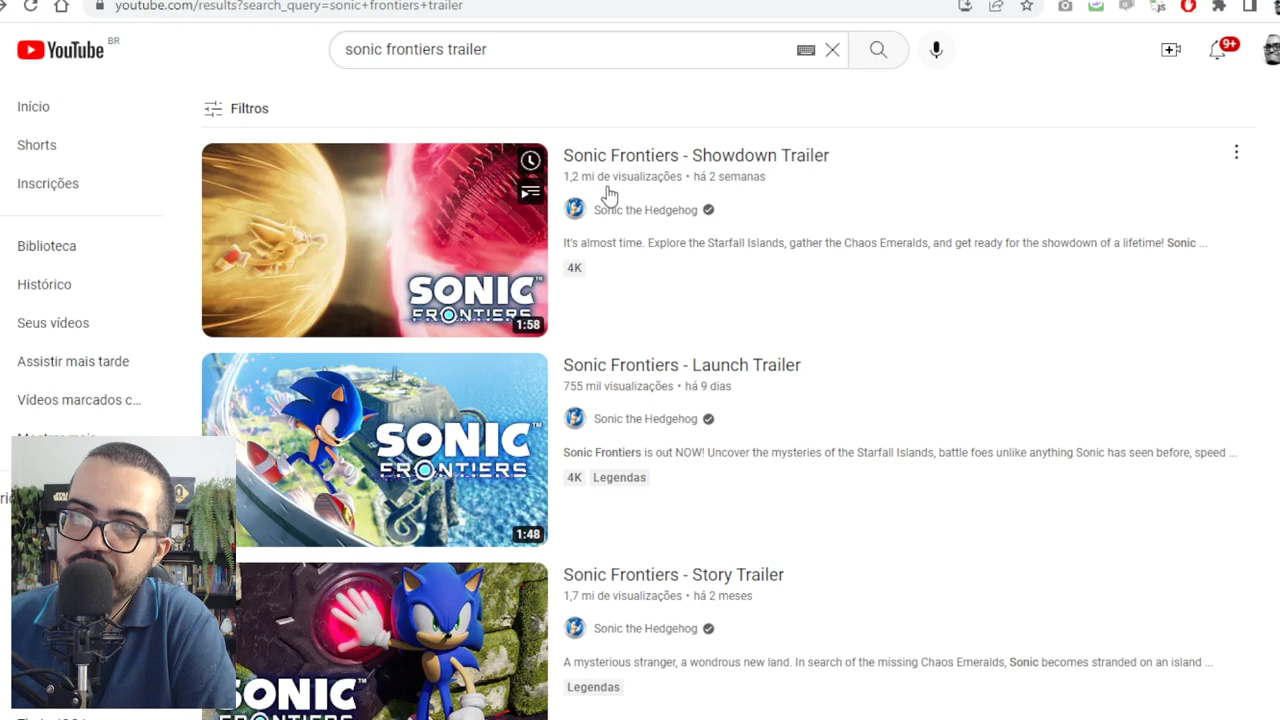 youtube.com/results?search_query=sonic+frontiers+trailer
YouTube BR
sonic frontiers trailer
9+
Início
Shorts
Inscrições
Biblioteca
Histórico
Seus vídeos
Assistir mais tarde
Vídeos marcados c...
Filtros
SONIC
FRONTIERS
1:58
Sonic Frontiers - Showdown Trailer
1,2 mi de visualizações • há 2 semanas
Sonic the Hedgehog
It's almost time. Explore the Starfall Islands, gather the Chaos Emeralds, and get ready for the showdown of a lifetime! Sonic ...
4K
SONIC
FRONTIERS
1:48
Sonic Frontiers - Launch Trailer
755 mil visualizações • há 9 dias
Sonic the Hedgehog
Sonic Frontiers is out NOW! Uncover the mysteries of the Starfall Islands, battle foes unlike anything Sonic has seen before, speed ...
4K Legendas
SONIC
FRONTIERS
Sonic Frontiers - Story Trailer
1,7 mi de visualizações • há 2 meses
Sonic the Hedgehog
A mysterious stranger, a wondrous new land. In search of the missing Chaos Emeralds, Sonic becomes stranded on an island ...
Legendas